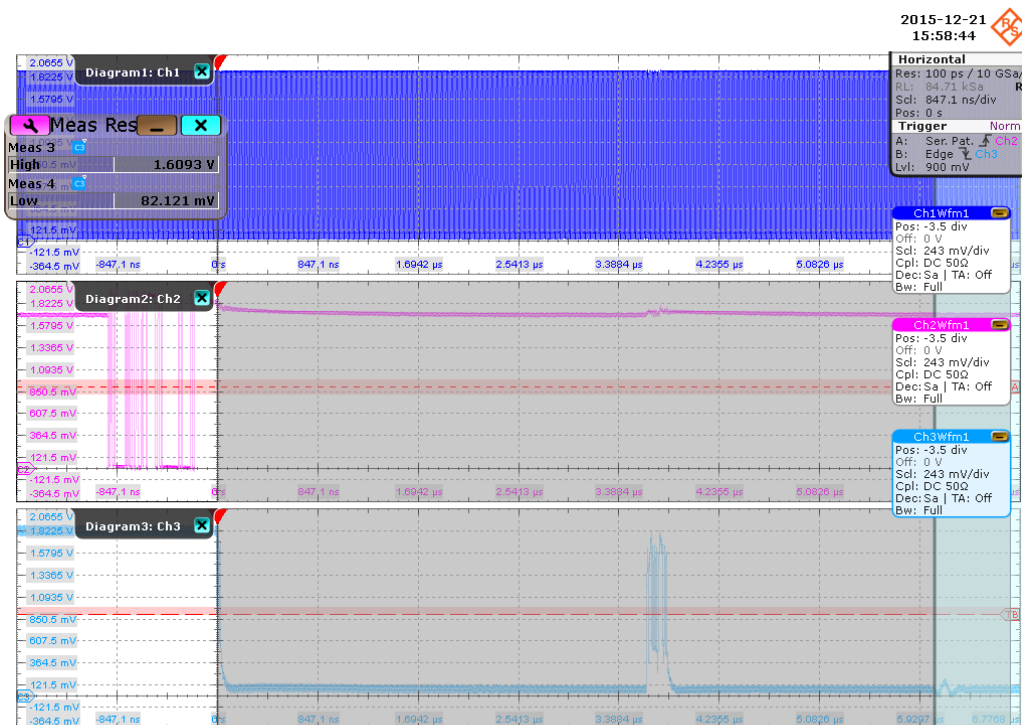 2015-12-21
15:58:44
Horizontal
Res: 100 ps / 10 GSa/
RL: 84.71 kSa R
Scl: 847.1 ns/div
Pos: 0 s
Trigger Norm
A: Ser. Pat. Ch2
B: Edge Ch3
Lvl: 900 mV
2.0655 V
Diagram1: Ch1
1.8225 V
1.5795 V
Meas Res
Meas 3 C3
High 1.6093 V
Meas 4 C3
Low 82.121 mV
121.5 mV
C1
-121.5 mV
-364.5 mV
-847.1 ns
0 s
847.1 ns
1.6942 µs
2.5413 µs
3.3884 µs
4.2355 µs
5.0826 µs
Ch1Wfm1
Pos: -3.5 div
Off: 0 V
Scl: 243 mV/div
Cpl: DC 50Ω
Dec: Sa | TA: Off
Bw: Full
2.0655 V
Diagram2: Ch2
1.8225 V
1.5795 V
1.3365 V
1.0935 V
850.5 mV
607.5 mV
364.5 mV
121.5 mV
C2
-121.5 mV
-364.5 mV
-847.1 ns
0 s
847.1 ns
1.6942 µs
2.5413 µs
3.3884 µs
4.2355 µs
5.0826 µs
A
Ch2Wfm1
Pos: -3.5 div
Off: 0 V
Scl: 243 mV/div
Cpl: DC 50Ω
Dec: Sa | TA: Off
Bw: Full
Ch3Wfm1
Pos: -3.5 div
Off: 0 V
Scl: 243 mV/div
Cpl: DC 50Ω
Dec: Sa | TA: Off
Bw: Full
2.0655 V
Diagram3: Ch3
1.8225 V
1.5795 V
1.3365 V
1.0935 V
850.5 mV
TB
607.5 mV
364.5 mV
121.5 mV
C3
-121.5 mV
-364.5 mV
-847.1 ns
0 s
847.1 ns
1.6942 µs
2.5413 µs
3.3884 µs
4.2355 µs
5.0826 µs
5.9297 µs
6.7768 µs